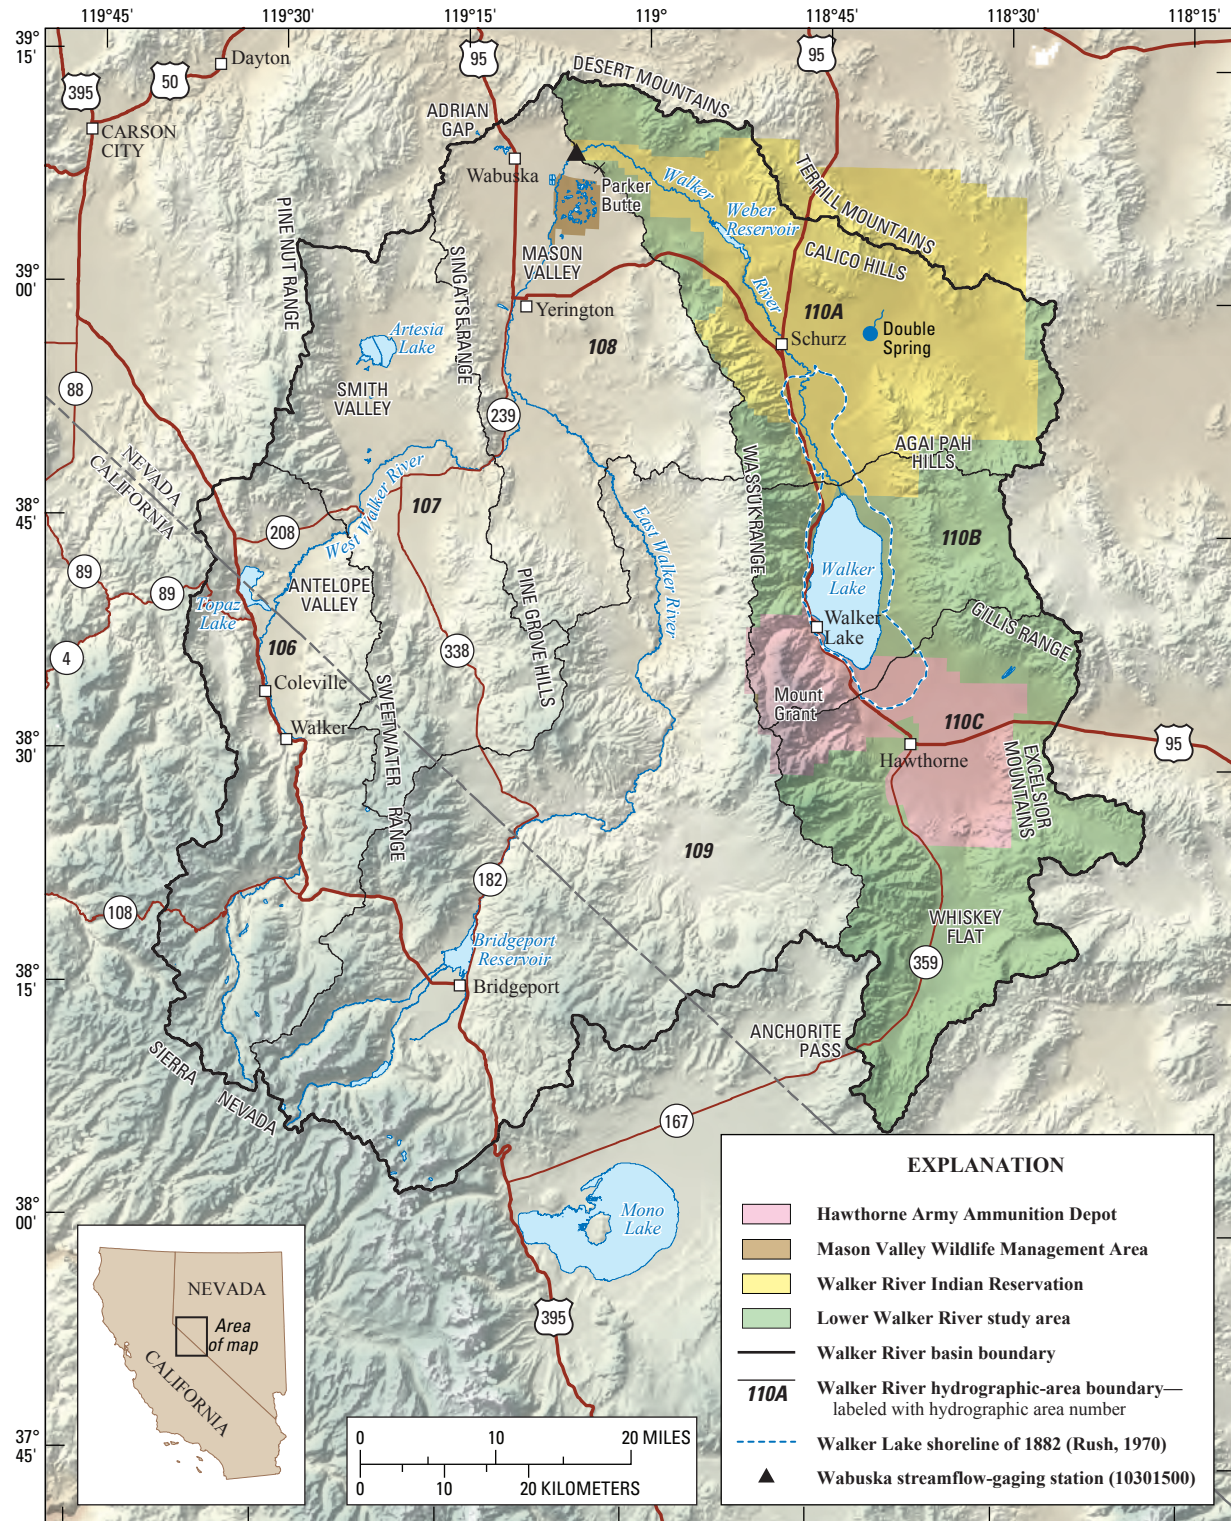 119°45'
119°30'
119°15'
119°
118°45'
118°30'
118°15'
39°
15'
39°
00'
38°
45'
38°
30'
38°
15'
38°
00'
37°
45'
395
50
95
95
Dayton
CARSON
CITY
DESERT MOUNTAINS
ADRIAN
GAP
Wabuska
Parker
Butte
Walker
Weber
Reservoir
River
TERRILL MOUNTAINS
CALICO HILLS
PINE NUT RANGE
SINGATSE RANGE
MASON
VALLEY
Yerington
108
110A
Schurz
Double
Spring
Artesia
Lake
SMITH
VALLEY
88
239
NEVADA
CALIFORNIA
WASSUK RANGE
AGAI PAH
HILLS
West Walker River
107
East Walker River
208
110B
89
89
ANTELOPE
VALLEY
Topaz
Lake
PINE GROVE HILLS
Walker
Lake
Walker
Lake
GILLIS RANGE
4
106
338
Coleville
SWEETWATER
RANGE
Mount
Grant
110C
Walker
Hawthorne
95
EXCELSIOR
MOUNTAINS
109
182
108
WHISKEY
FLAT
Bridgeport
Reservoir
359
Bridgeport
ANCHORITE
PASS
SIERRA
NEVADA
167
Mono
Lake
395
NEVADA
Area
of map
CALIFORNIA
0 10 20 MILES
0 10 20 KILOMETERS
EXPLANATION
Hawthorne Army Ammunition Depot
Mason Valley Wildlife Management Area
Walker River Indian Reservation
Lower Walker River study area
Walker River basin boundary
110A Walker River hydrographic-area boundary—
labeled with hydrographic area number
Walker Lake shoreline of 1882 (Rush, 1970)
Wabuska streamflow-gaging station (10301500)